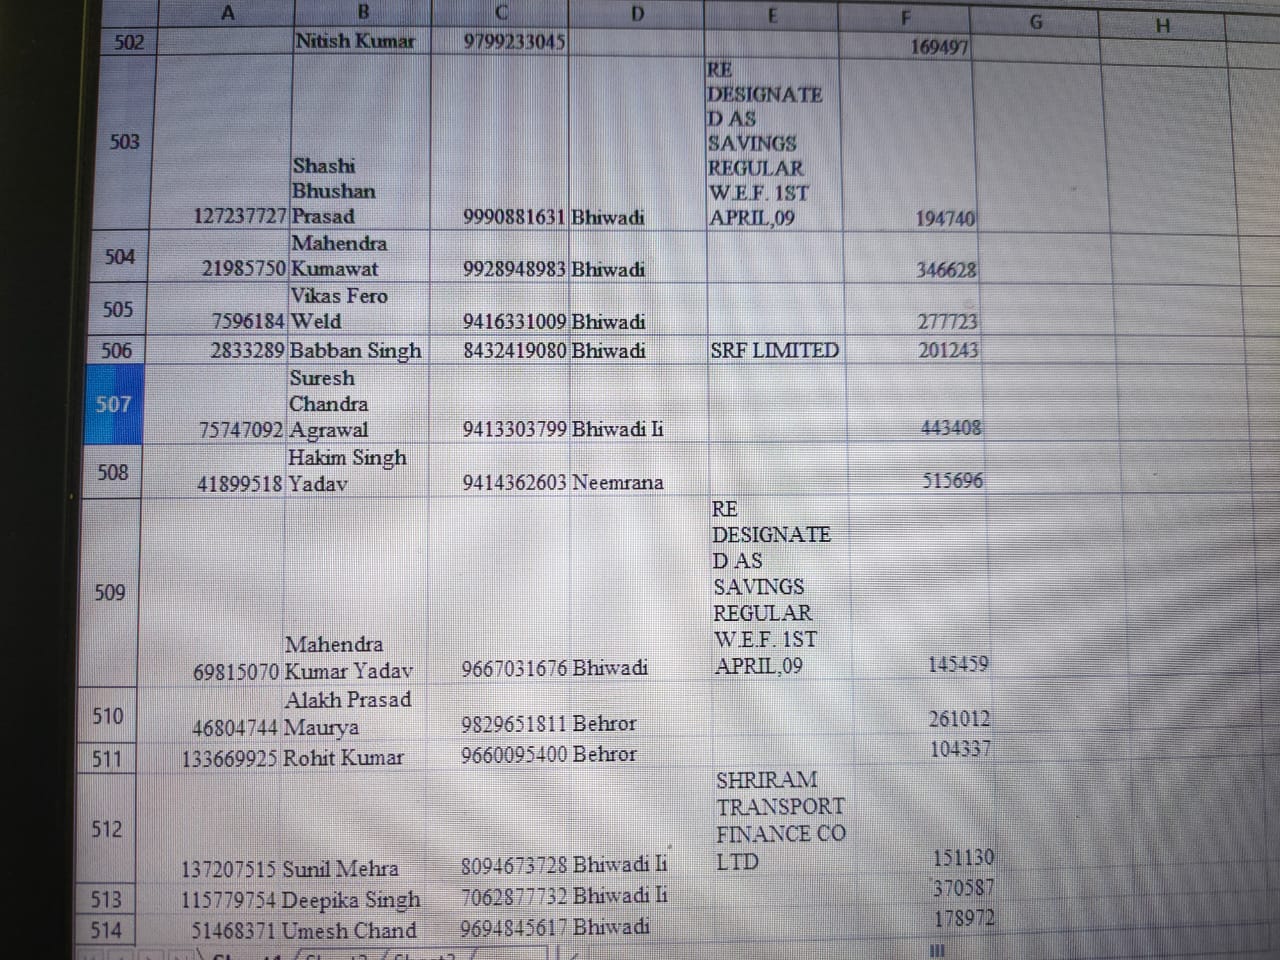 A B C D E F G H
502 Nitish Kumar 9799233045 169497
RE
DESIGNATE
D AS
503 SAVINGS
Shashi REGULAR
Bhushan W.E.F. 1ST
127237727 Prasad 9990881631 Bhiwadi APRIL,09 194740
504 Mahendra
21985750 Kumawat 9928948983 Bhiwadi 346628
505 Vikas Fero
7596184 Weld 9416331009 Bhiwadi 277723
506 2833289 Babban Singh 8432419080 Bhiwadi SRF LIMITED 201243
Suresh
507 Chandra
75747092 Agrawal 9413303799 Bhiwadi Ii 443408
508 Hakim Singh
41899518 Yadav 9414362603 Neemrana 515696
RE
DESIGNATE
D AS
509 SAVINGS
REGULAR
Mahendra W.E.F. 1ST
69815070 Kumar Yadav 9667031676 Bhiwadi APRIL,09 145459
510 Alakh Prasad
46804744 Maurya 9829651811 Behror 261012
511 133669925 Rohit Kumar 9660095400 Behror 104337
SHRIRAM
TRANSPORT
512 FINANCE CO
137207515 Sunil Mehra 8094673728 Bhiwadi Ii LTD 151130
513 115779754 Deepika Singh 7062877732 Bhiwadi Ii 370587
514 51468371 Umesh Chand 9694845617 Bhiwadi 178972